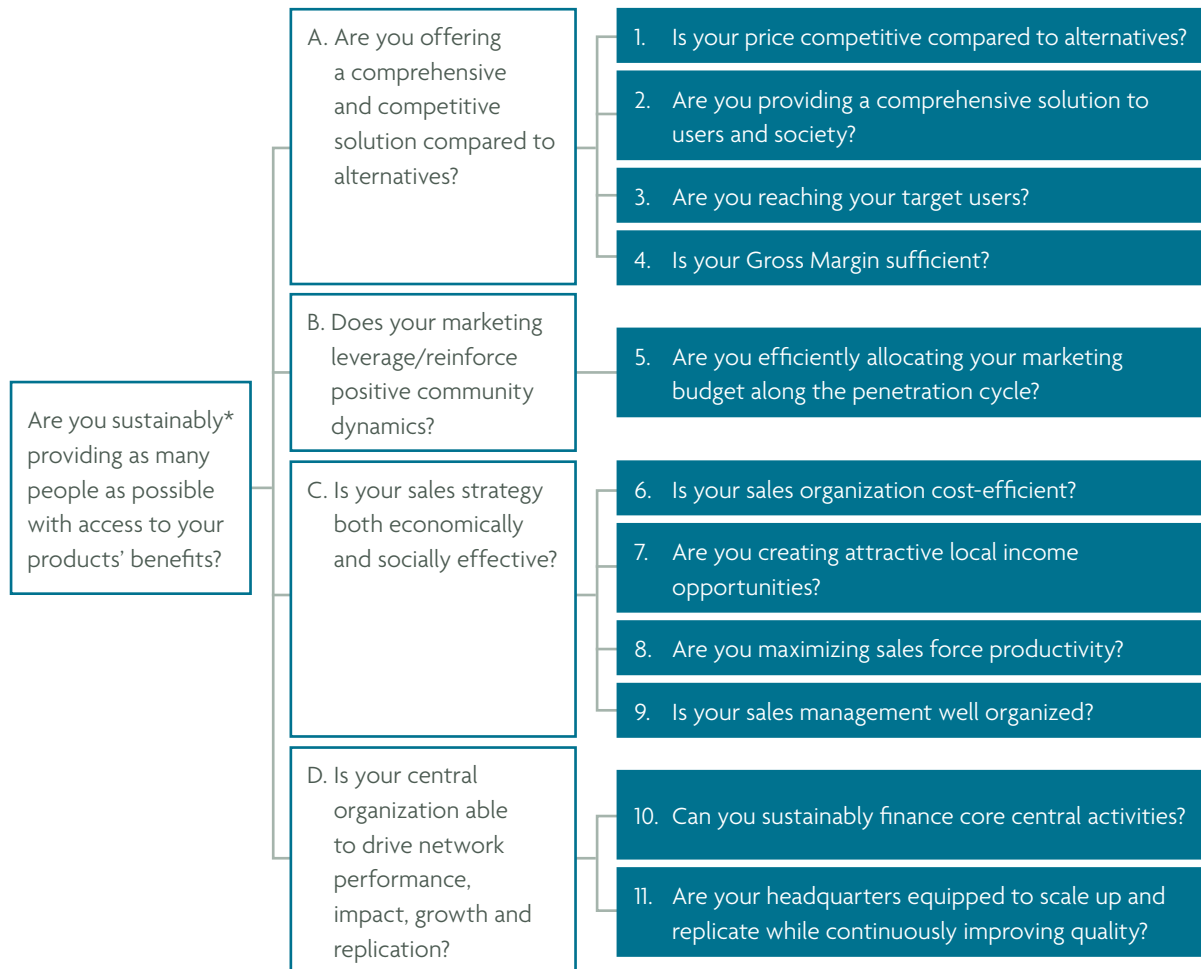 Are you sustainably*
providing as many
people as possible
with access to your
products’ benefits?
A. Are you offering
a comprehensive
and competitive
solution compared to
alternatives?
1. Is your price competitive compared to alternatives?
2. Are you providing a comprehensive solution to
users and society?
3. Are you reaching your target users?
4. Is your Gross Margin sufficient?
B. Does your marketing
leverage/reinforce
positive community
dynamics?
5. Are you efficiently allocating your marketing
budget along the penetration cycle?
C. Is your sales strategy
both economically
and socially effective?
6. Is your sales organization cost-efficient?
7. Are you creating attractive local income
opportunities?
8. Are you maximizing sales force productivity?
9. Is your sales management well organized?
D. Is your central
organization able
to drive network
performance,
impact, growth and
replication?
10. Can you sustainably finance core central activities?
11. Are your headquarters equipped to scale up and
replicate while continuously improving quality?